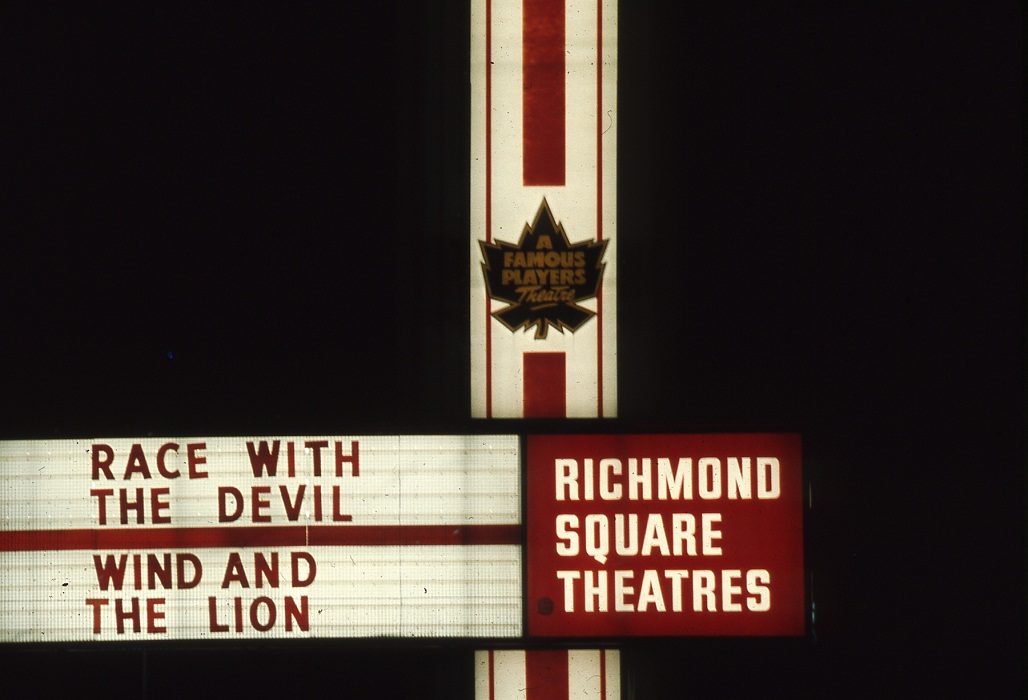 A
FAMOUS
PLAYERS
Theatre
RACE WITH
THE DEVIL
WIND AND
THE LION
RICHMOND
SQUARE
THEATRES